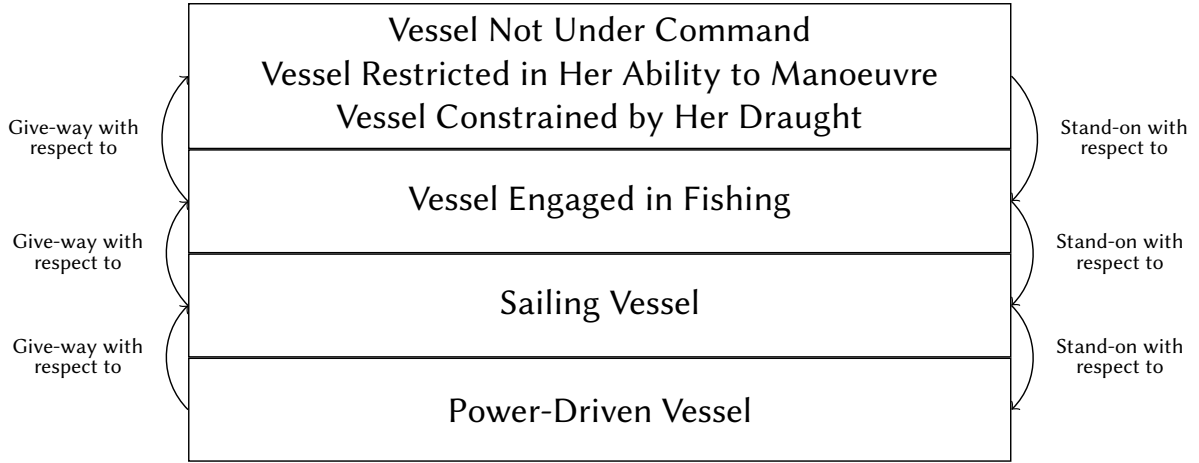 Vessel Not Under Command
Vessel Restricted in Her Ability to Manoeuvre
Vessel Constrained by Her Draught
Give-way with
respect to
Stand-on with
respect to
Vessel Engaged in Fishing
Give-way with
respect to
Stand-on with
respect to
Sailing Vessel
Give-way with
respect to
Stand-on with
respect to
Power-Driven Vessel